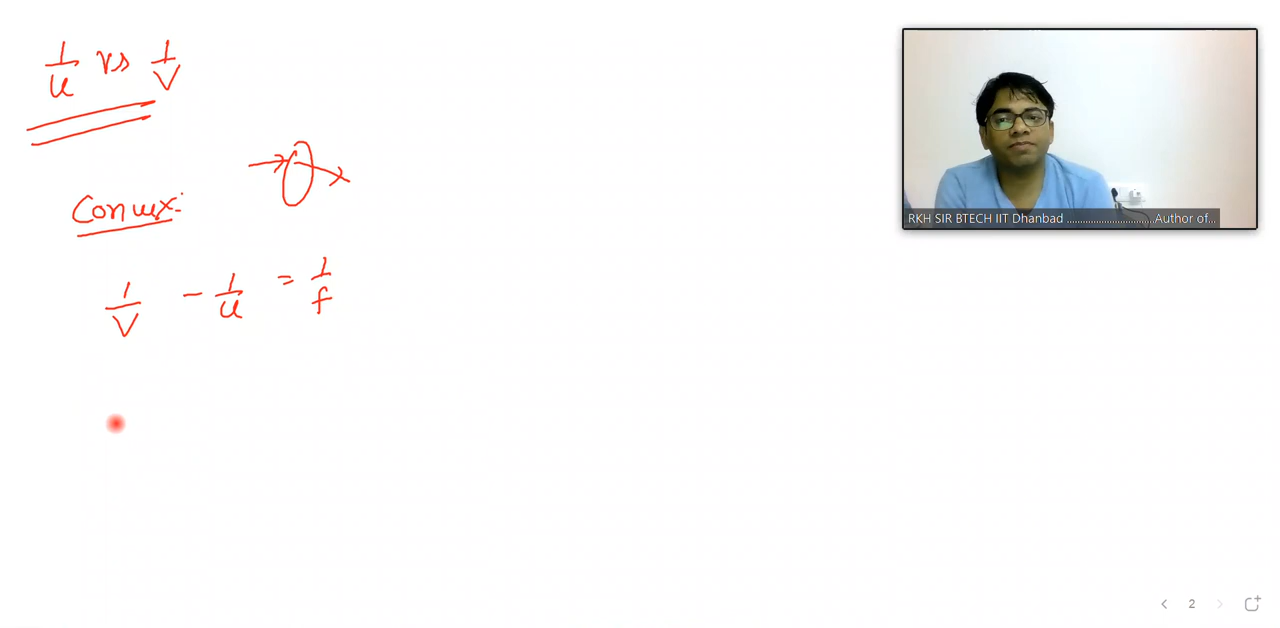 1/u vs 1/v
Convex:
1/v - 1/u = 1/f
RKH SIR BTECH IIT Dhanbad ..............................Author of...
2